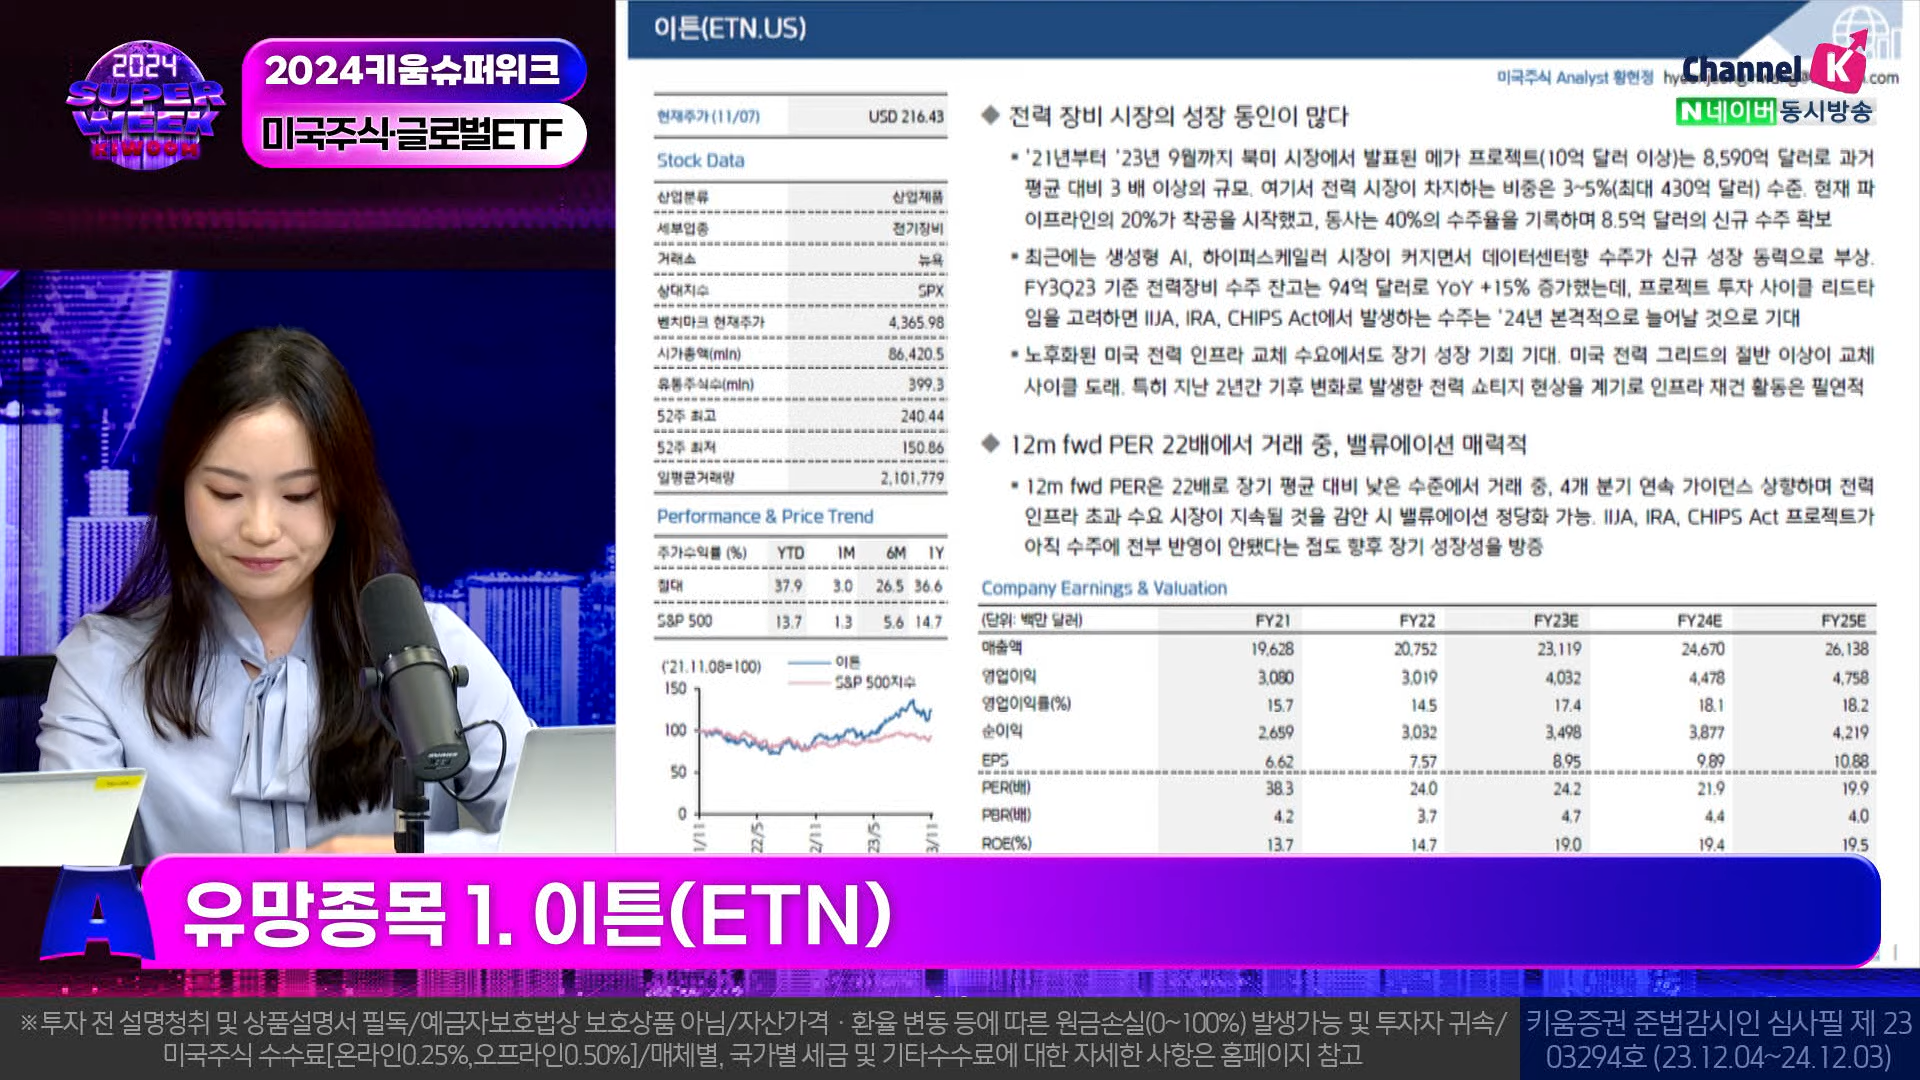 2024
SUPER
WEEK
KIWOOM
2024키움슈퍼위크
미국주식·글로벌ETF
이튼(ETN.US)
Channel K
미국주식 Analyst 황현정
N 네이버 동시방송
현재주가(11/07) USD 216.43
Stock Data
산업분류 산업제품
세부업종 전기장비
거래소 뉴욕
상대지수 SPX
벤치마크 현재주가 4,365.98
시가총액(mln) 86,420.5
유통주식수(mln) 399.3
52주 최고 240.44
52주 최저 150.86
일평균거래량 2,101,779
Performance & Price Trend
주가수익률 (%) YTD 1M 6M 1Y
절대 37.9 3.0 26.5 36.6
S&P 500 13.7 1.3 5.6 14.7
('21.11.08=100)
이튼
S&P 500지수
150
100
50
0
1/11 22/5 2/11 23/5 3/11
◆ 전력 장비 시장의 성장 동인이 많다
▪ '21년부터 '23년 9월까지 북미 시장에서 발표된 메가 프로젝트(10억 달러 이상)는 8,590억 달러로 과거
평균 대비 3 배 이상의 규모. 여기서 전력 시장이 차지하는 비중은 3~5%(최대 430억 달러) 수준. 현재 파
이프라인의 20%가 착공을 시작했고, 동사는 40%의 수주율을 기록하며 8.5억 달러의 신규 수주 확보
▪ 최근에는 생성형 AI, 하이퍼스케일러 시장이 커지면서 데이터센터향 수주가 신규 성장 동력으로 부상.
FY3Q23 기준 전력장비 수주 잔고는 94억 달러로 YoY +15% 증가했는데, 프로젝트 투자 사이클 리드타
임을 고려하면 IIJA, IRA, CHIPS Act에서 발생하는 수주는 '24년 본격적으로 늘어날 것으로 기대
▪ 노후화된 미국 전력 인프라 교체 수요에서도 장기 성장 기회 기대. 미국 전력 그리드의 절반 이상이 교체
사이클 도래. 특히 지난 2년간 기후 변화로 발생한 전력 쇼티지 현상을 계기로 인프라 재건 활동은 필연적
◆ 12m fwd PER 22배에서 거래 중, 밸류에이션 매력적
▪ 12m fwd PER은 22배로 장기 평균 대비 낮은 수준에서 거래 중, 4개 분기 연속 가이던스 상향하며 전력
인프라 초과 수요 시장이 지속될 것을 감안 시 밸류에이션 정당화 가능. IIJA, IRA, CHIPS Act 프로젝트가
아직 수주에 전부 반영이 안됐다는 점도 향후 장기 성장성을 방증
Company Earnings & Valuation
(단위: 백만 달러) FY21 FY22 FY23E FY24E FY25E
매출액 19,628 20,752 23,119 24,670 26,138
영업이익 3,080 3,019 4,032 4,478 4,758
영업이익률(%) 15.7 14.5 17.4 18.1 18.2
순이익 2,659 3,032 3,498 3,877 4,219
EPS 6.62 7.57 8.95 9.89 10.88
PER(배) 38.3 24.0 24.2 21.9 19.9
PBR(배) 4.2 3.7 4.7 4.4 4.0
ROE(%) 13.7 14.7 19.0 19.4 19.5
A 유망종목 1. 이튼(ETN)
※투자 전 설명청취 및 상품설명서 필독/예금자보호법상 보호상품 아님/자산가격 · 환율 변동 등에 따른 원금손실(0~100%) 발생가능 및 투자자 귀속/
미국주식 수수료[온라인0.25%,오프라인0.50%]/매체별, 국가별 세금 및 기타수수료에 대한 자세한 사항은 홈페이지 참고
키움증권 준법감시인 심사필 제 23
03294호 (23.12.04~24.12.03)